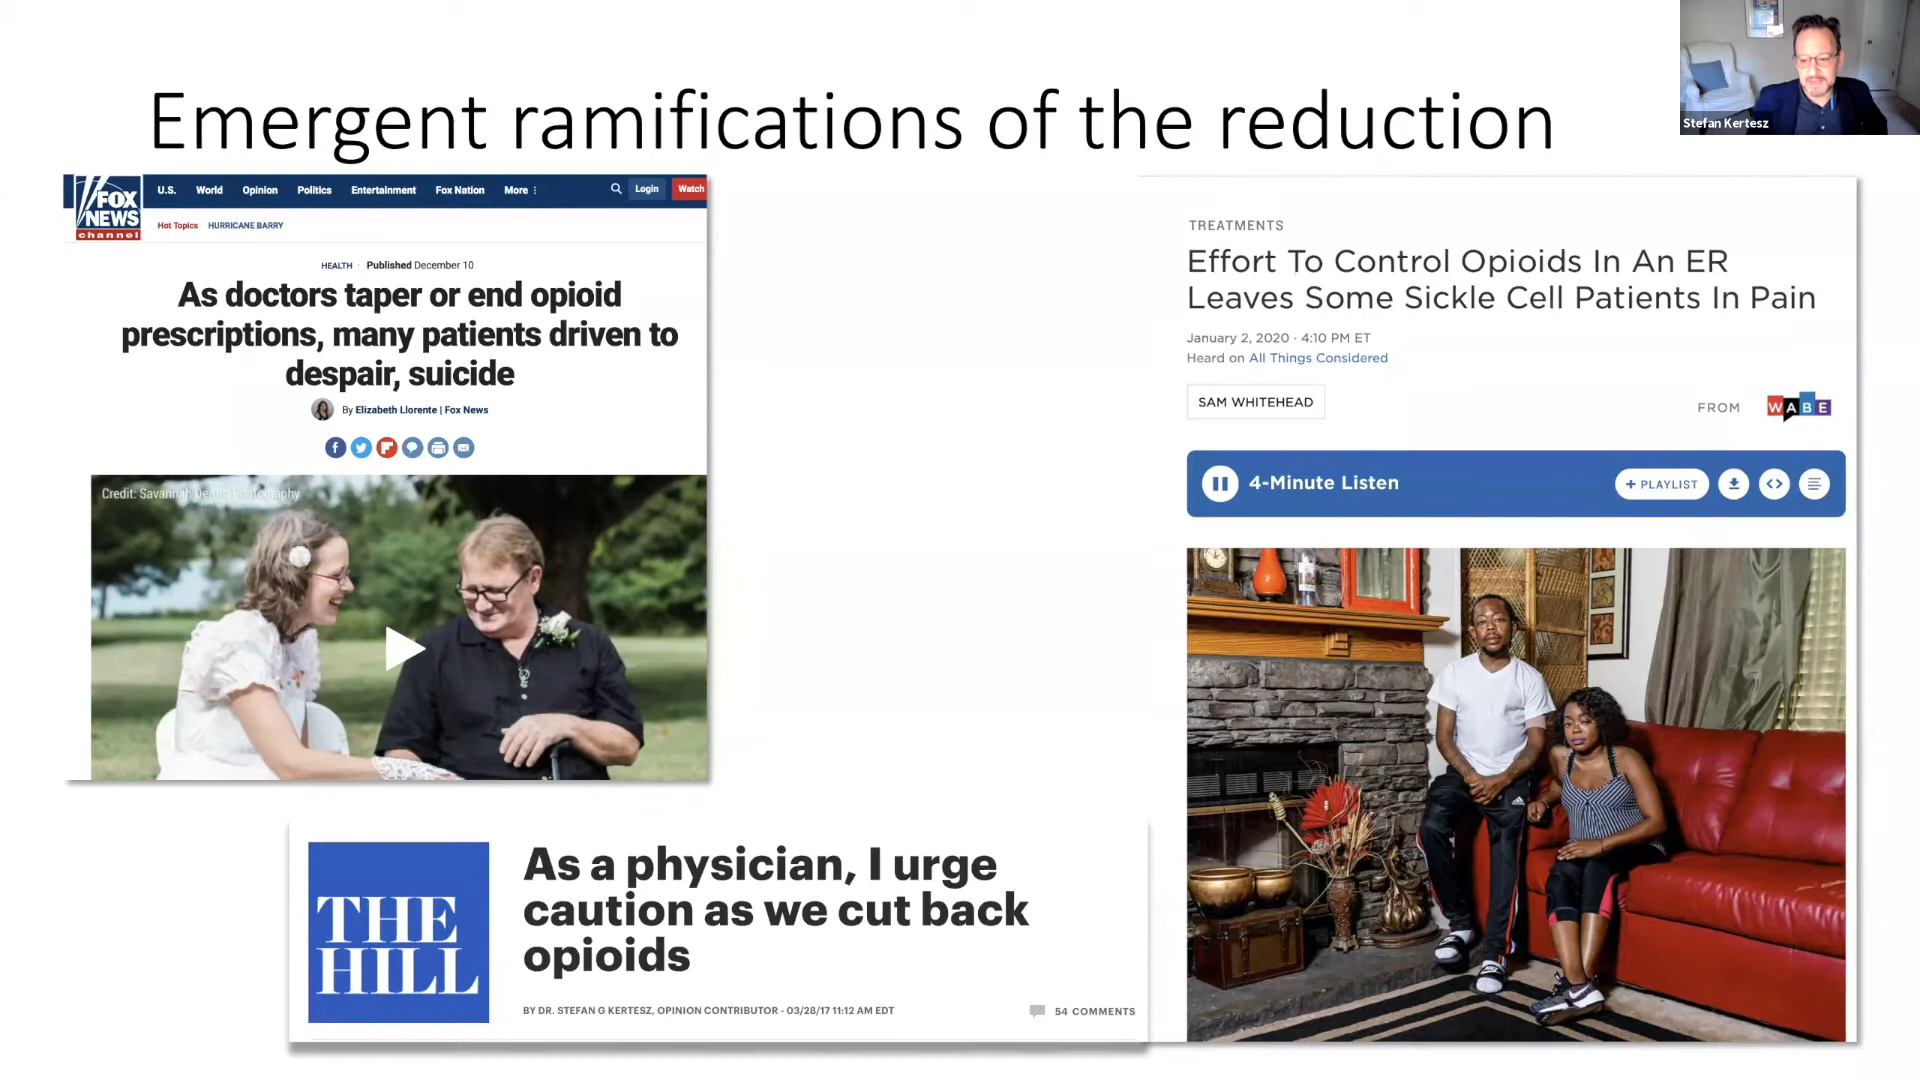 Emergent ramifications of the reduction
Stefan Kertesz
FOX
NEWS
channel
U.S. World Opinion Politics Entertainment Fox Nation More Login Watch
Hot Topics HURRICANE BARRY
HEALTH · Published December 10
As doctors taper or end opioid
prescriptions, many patients driven to
despair, suicide
By Elizabeth Llorente | Fox News
Credit: Savannah
TREATMENTS
Effort To Control Opioids In An ER
Leaves Some Sickle Cell Patients In Pain
January 2, 2020 · 4:10 PM ET
Heard on All Things Considered
SAM WHITEHEAD
FROM WABE
4-Minute Listen
+ PLAYLIST
THE
HILL
As a physician, I urge
caution as we cut back
opioids
BY DR. STEFAN G KERTESZ, OPINION CONTRIBUTOR - 03/28/17 11:12 AM EDT
54 COMMENTS